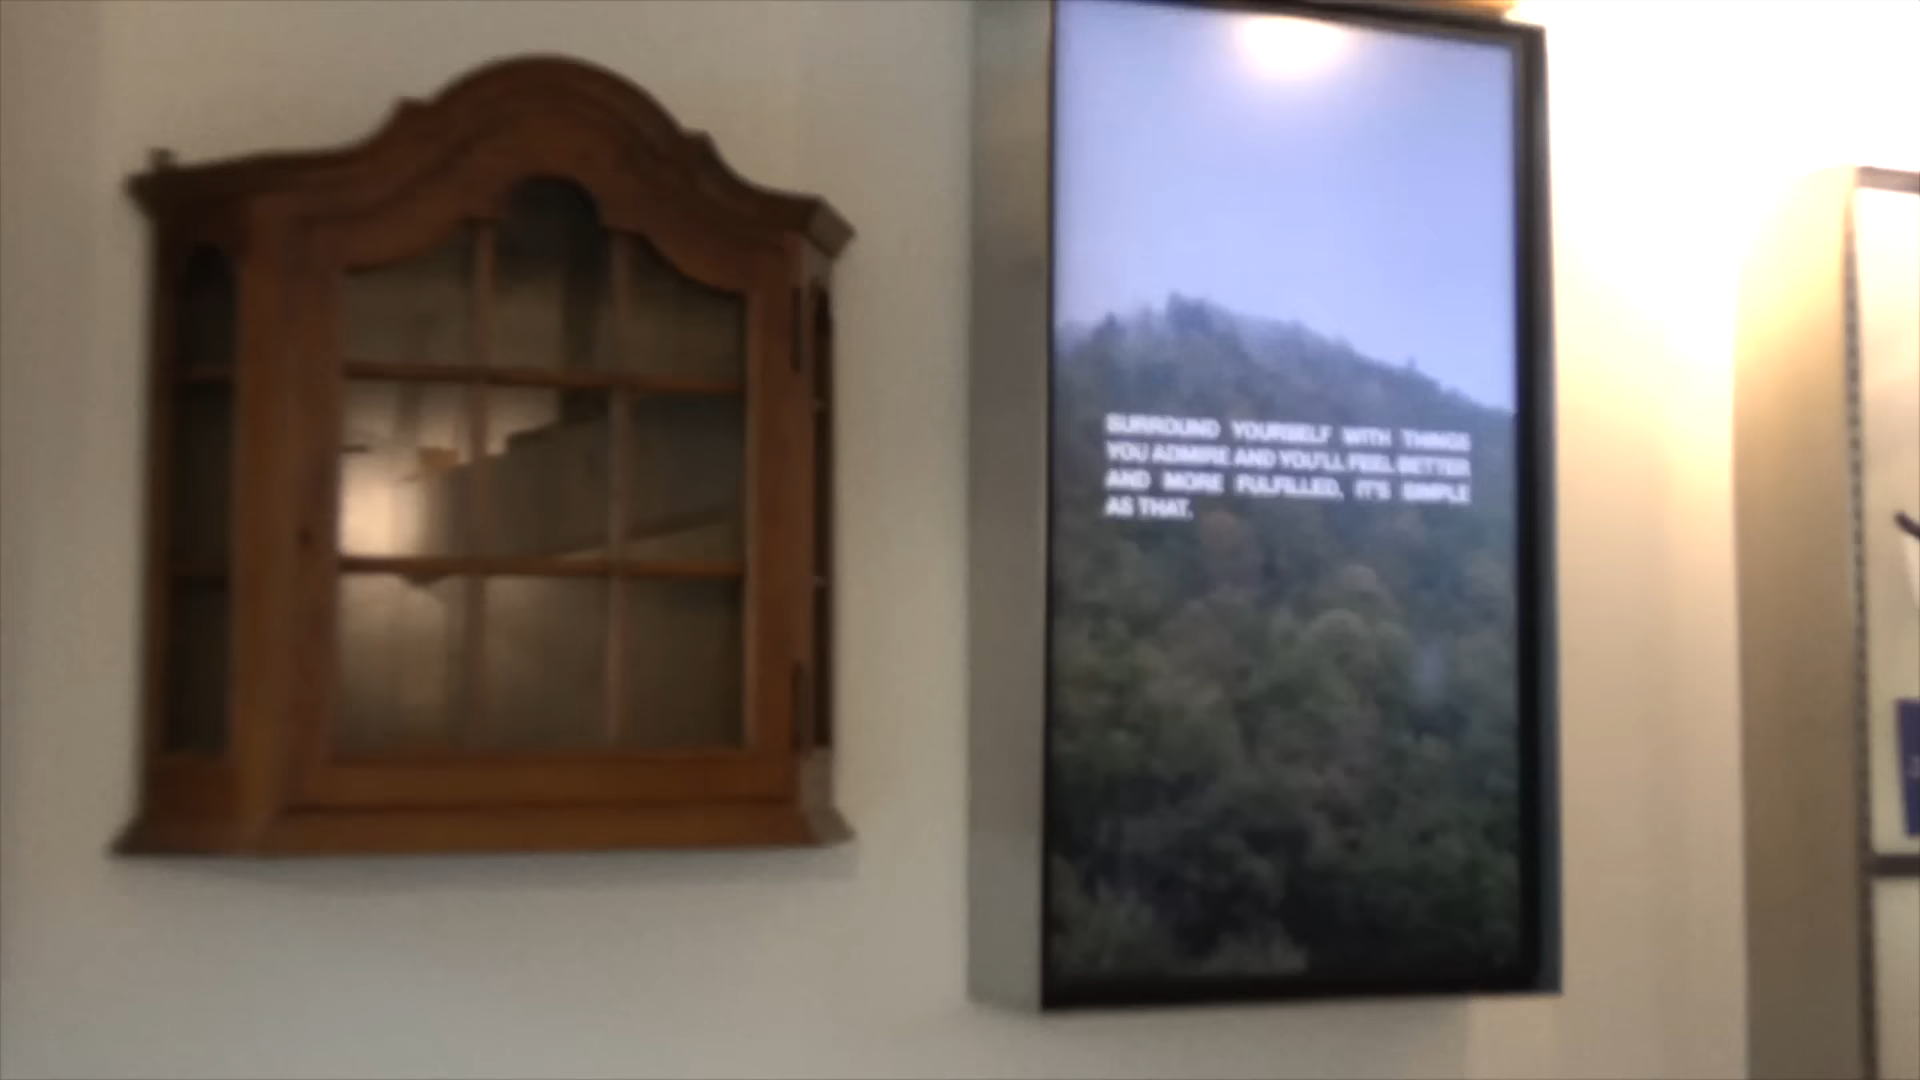 SURROUND YOURSELF WITH THINGS
YOU ADMIRE AND YOU'LL FEEL BETTER
AND MORE FULFILLED, IT'S SIMPLE
AS THAT.